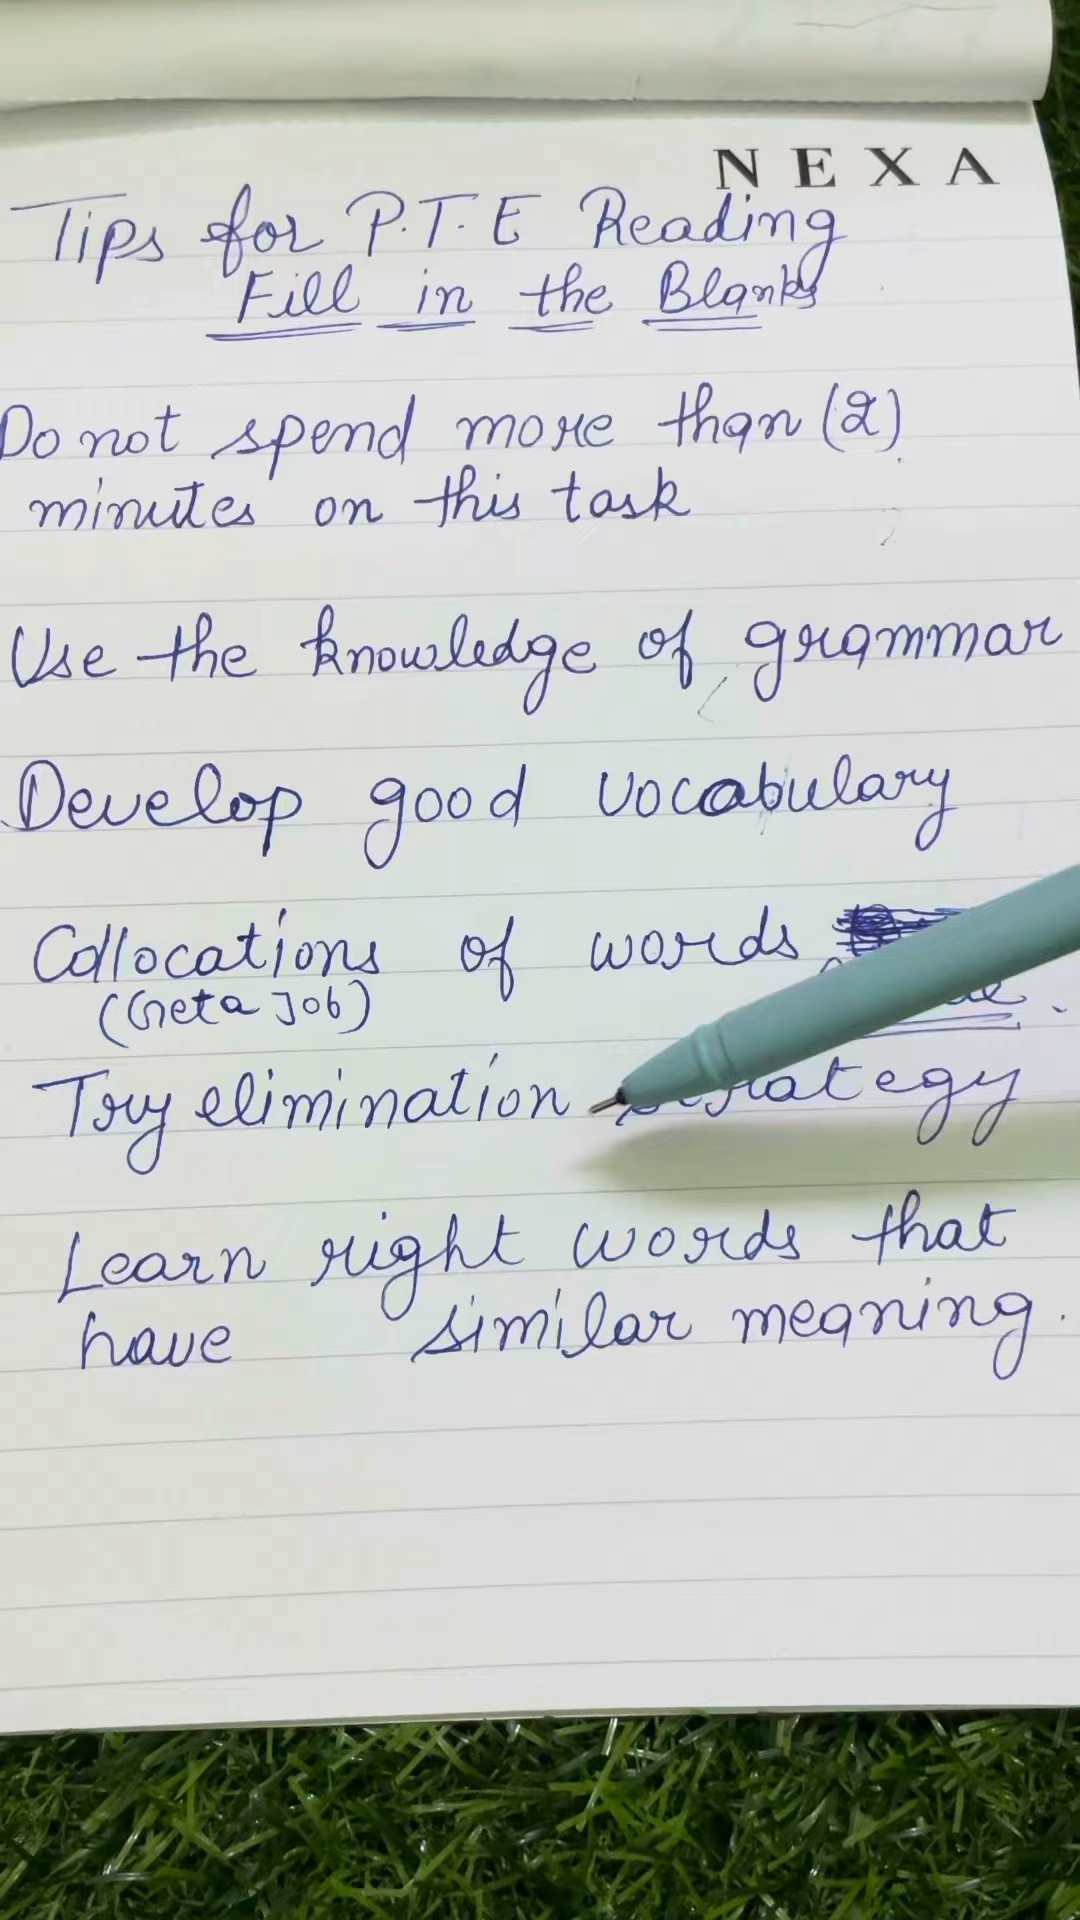 NEXA
Tips for P.T.E Reading
Fill in the Blanks
Do not spend more than (2)
minutes on this task
Use the knowledge of grammar
Develop good vocabulary
Collocations of words
(Get a Job)
Try elimination strategy
Learn right words that
have similar meaning.